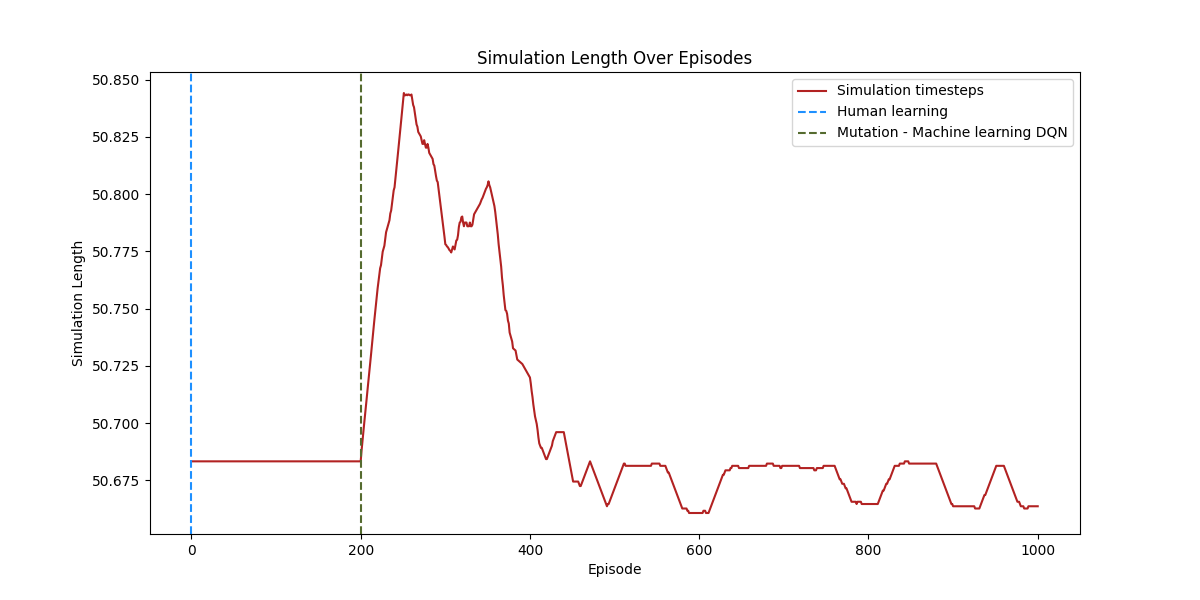 Simulation Length Over Episodes
Simulation timesteps
Human learning
Mutation - Machine learning DQN
Simulation Length
50.850
50.825
50.800
50.775
50.750
50.725
50.700
50.675
0 200 400 600 800 1000
Episode